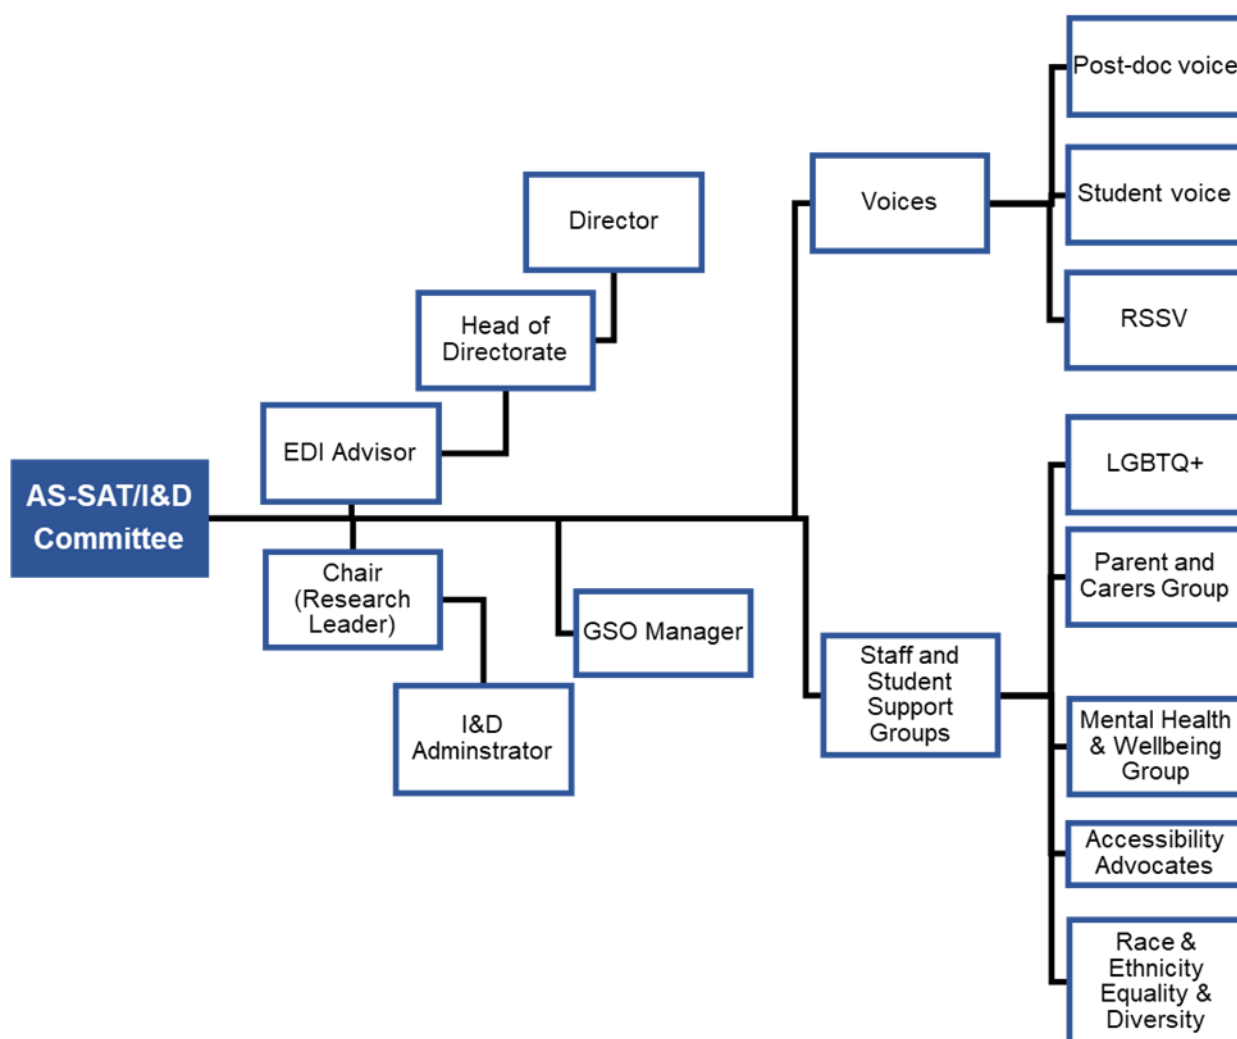 Post-doc voice
Student voice
RSSV
Voices
Director
Head of
Directorate
EDI Advisor
AS-SAT/I&D
Committee
Chair
(Research
Leader)
I&D
Adminstrator
GSO Manager
Staff and
Student
Support
Groups
LGBTQ+
Parent and
Carers Group
Mental Health
& Wellbeing
Group
Accessibility
Advocates
Race &
Ethnicity
Equality &
Diversity